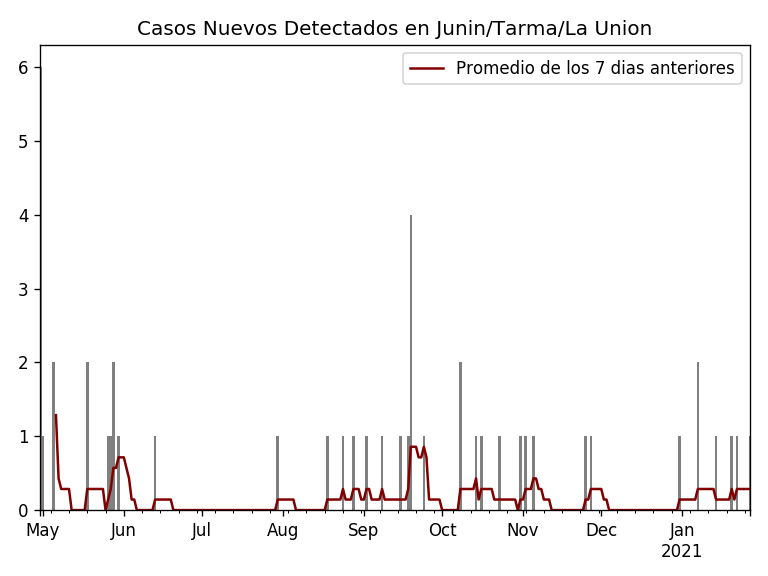 Casos Nuevos Detectados en Junin/Tarma/La Union
Promedio de los 7 dias anteriores
6
5
4
3
2
1
0
May Jun Jul Aug Sep Oct Nov Dec Jan
2021